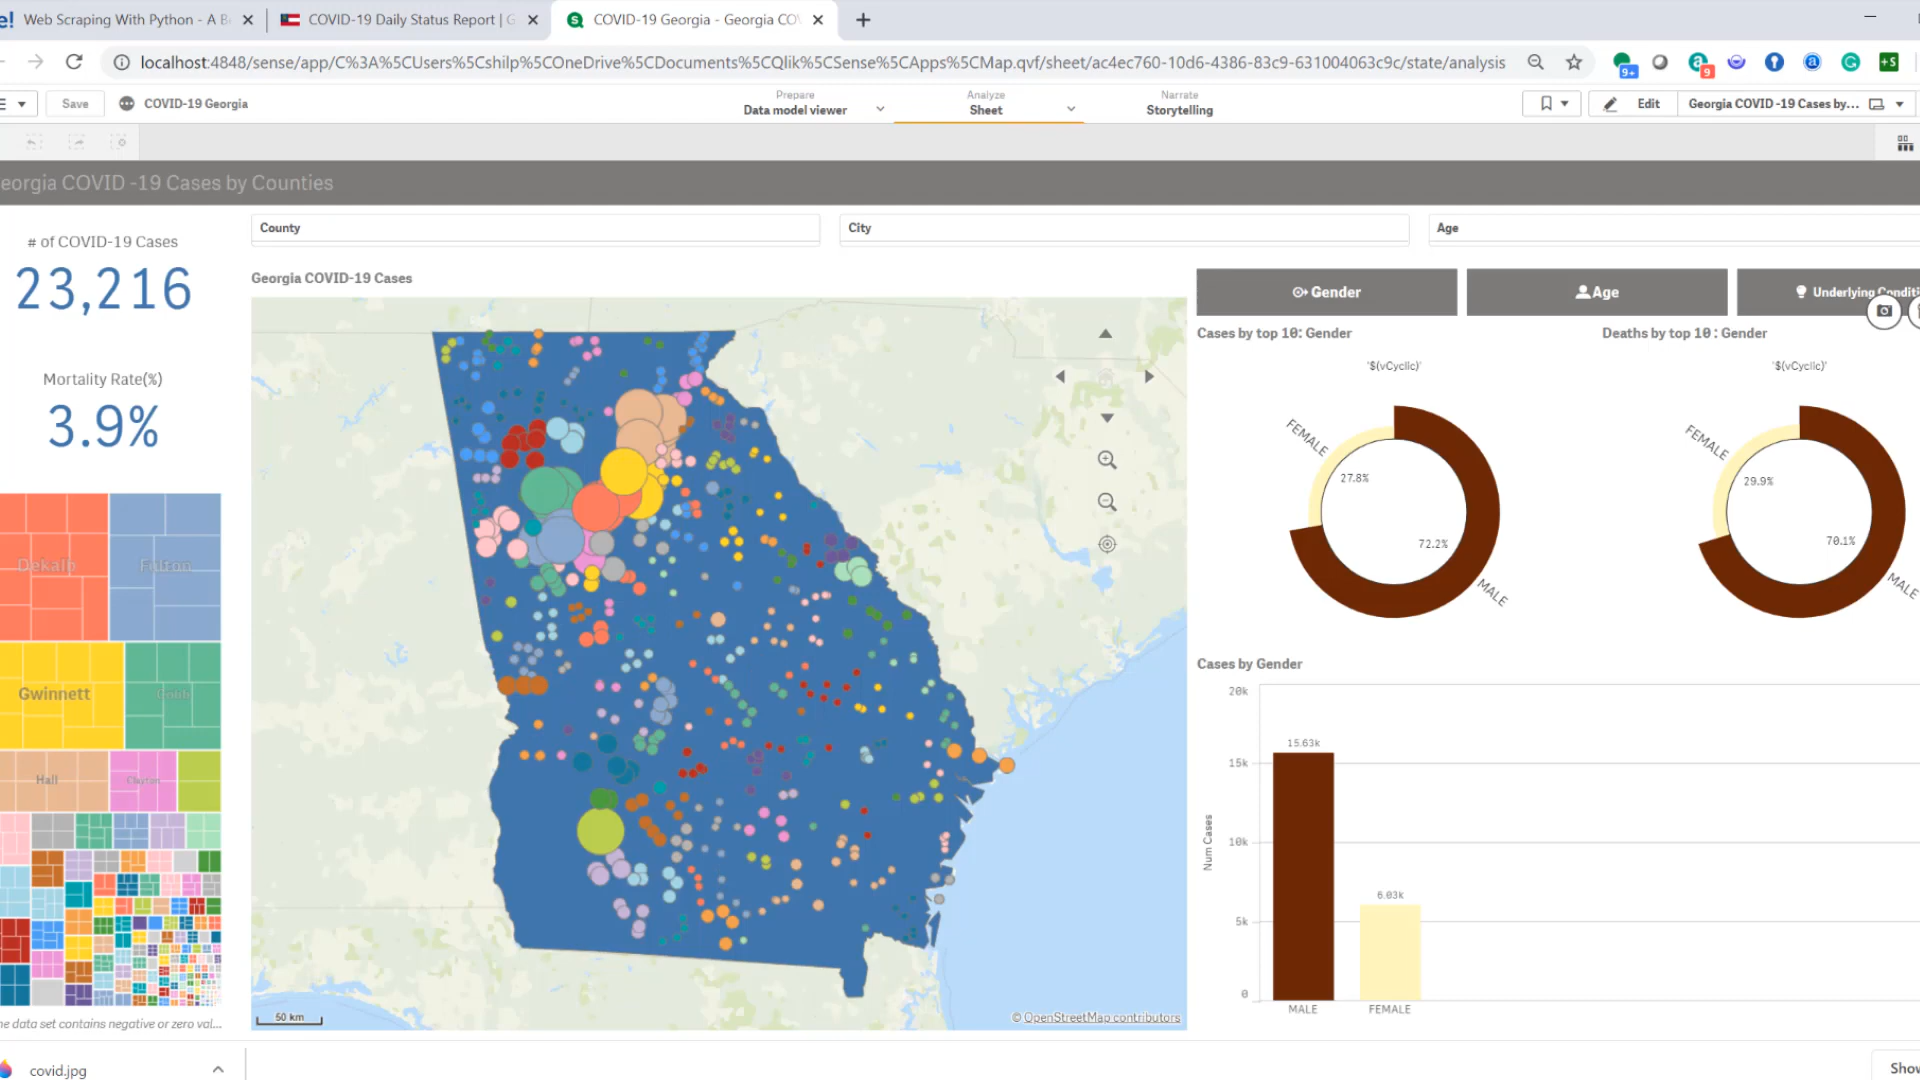 e! Web Scraping With Python - A B
COVID-19 Daily Status Report | G
COVID-19 Georgia - Georgia CO
localhost:4848/sense/app/C%3A%5CUsers%5Cshilp%5COneDrive%5CDocuments%5CQlik%5CSense%5CApps%5CMap.qvf/sheet/ac4ec760-10d6-4386-83c9-631004063c9c/state/analysis
9+
9
+S
Save
COVID-19 Georgia
Prepare
Data model viewer
Analyze
Sheet
Narrate
Storytelling
Edit
Georgia COVID -19 Cases by...
eorgia COVID -19 Cases by Counties
# of COVID-19 Cases
23,216
Mortality Rate(%)
3.9%
County
City
Age
Georgia COVID-19 Cases
Gender
Age
Underlying Conditi
Cases by top 10: Gender
Deaths by top 10 : Gender
'$(vCyclic)'
'$(vCyclic)'
FEMALE
27.8%
72.2%
MALE
FEMALE
29.9%
70.1%
MALE
Dekalb
Fulton
Gwinnett
Cobb
Hall
Clayton
he data set contains negative or zero val...
50 km
© OpenStreetMap contributors
Cases by Gender
Num Cases
20k
15k
10k
5k
0
15.63k
6.03k
MALE
FEMALE
covid.jpg
Show